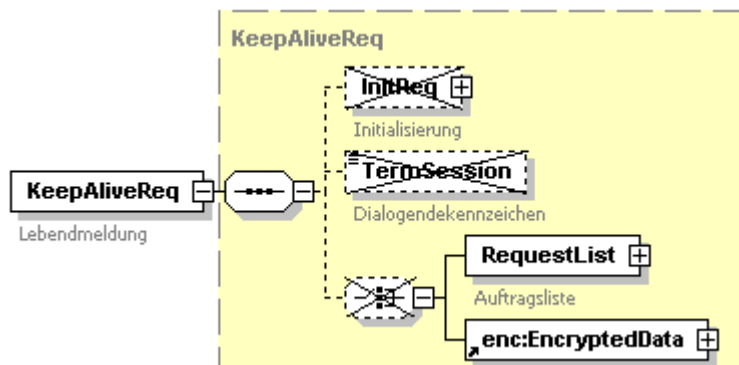 KeepAliveReq
InitReq
Initialisierung
TermSession
Dialogendekennzeichen
KeepAliveReq
Lebendmeldung
RequestList
Auftragsliste
enc:EncryptedData